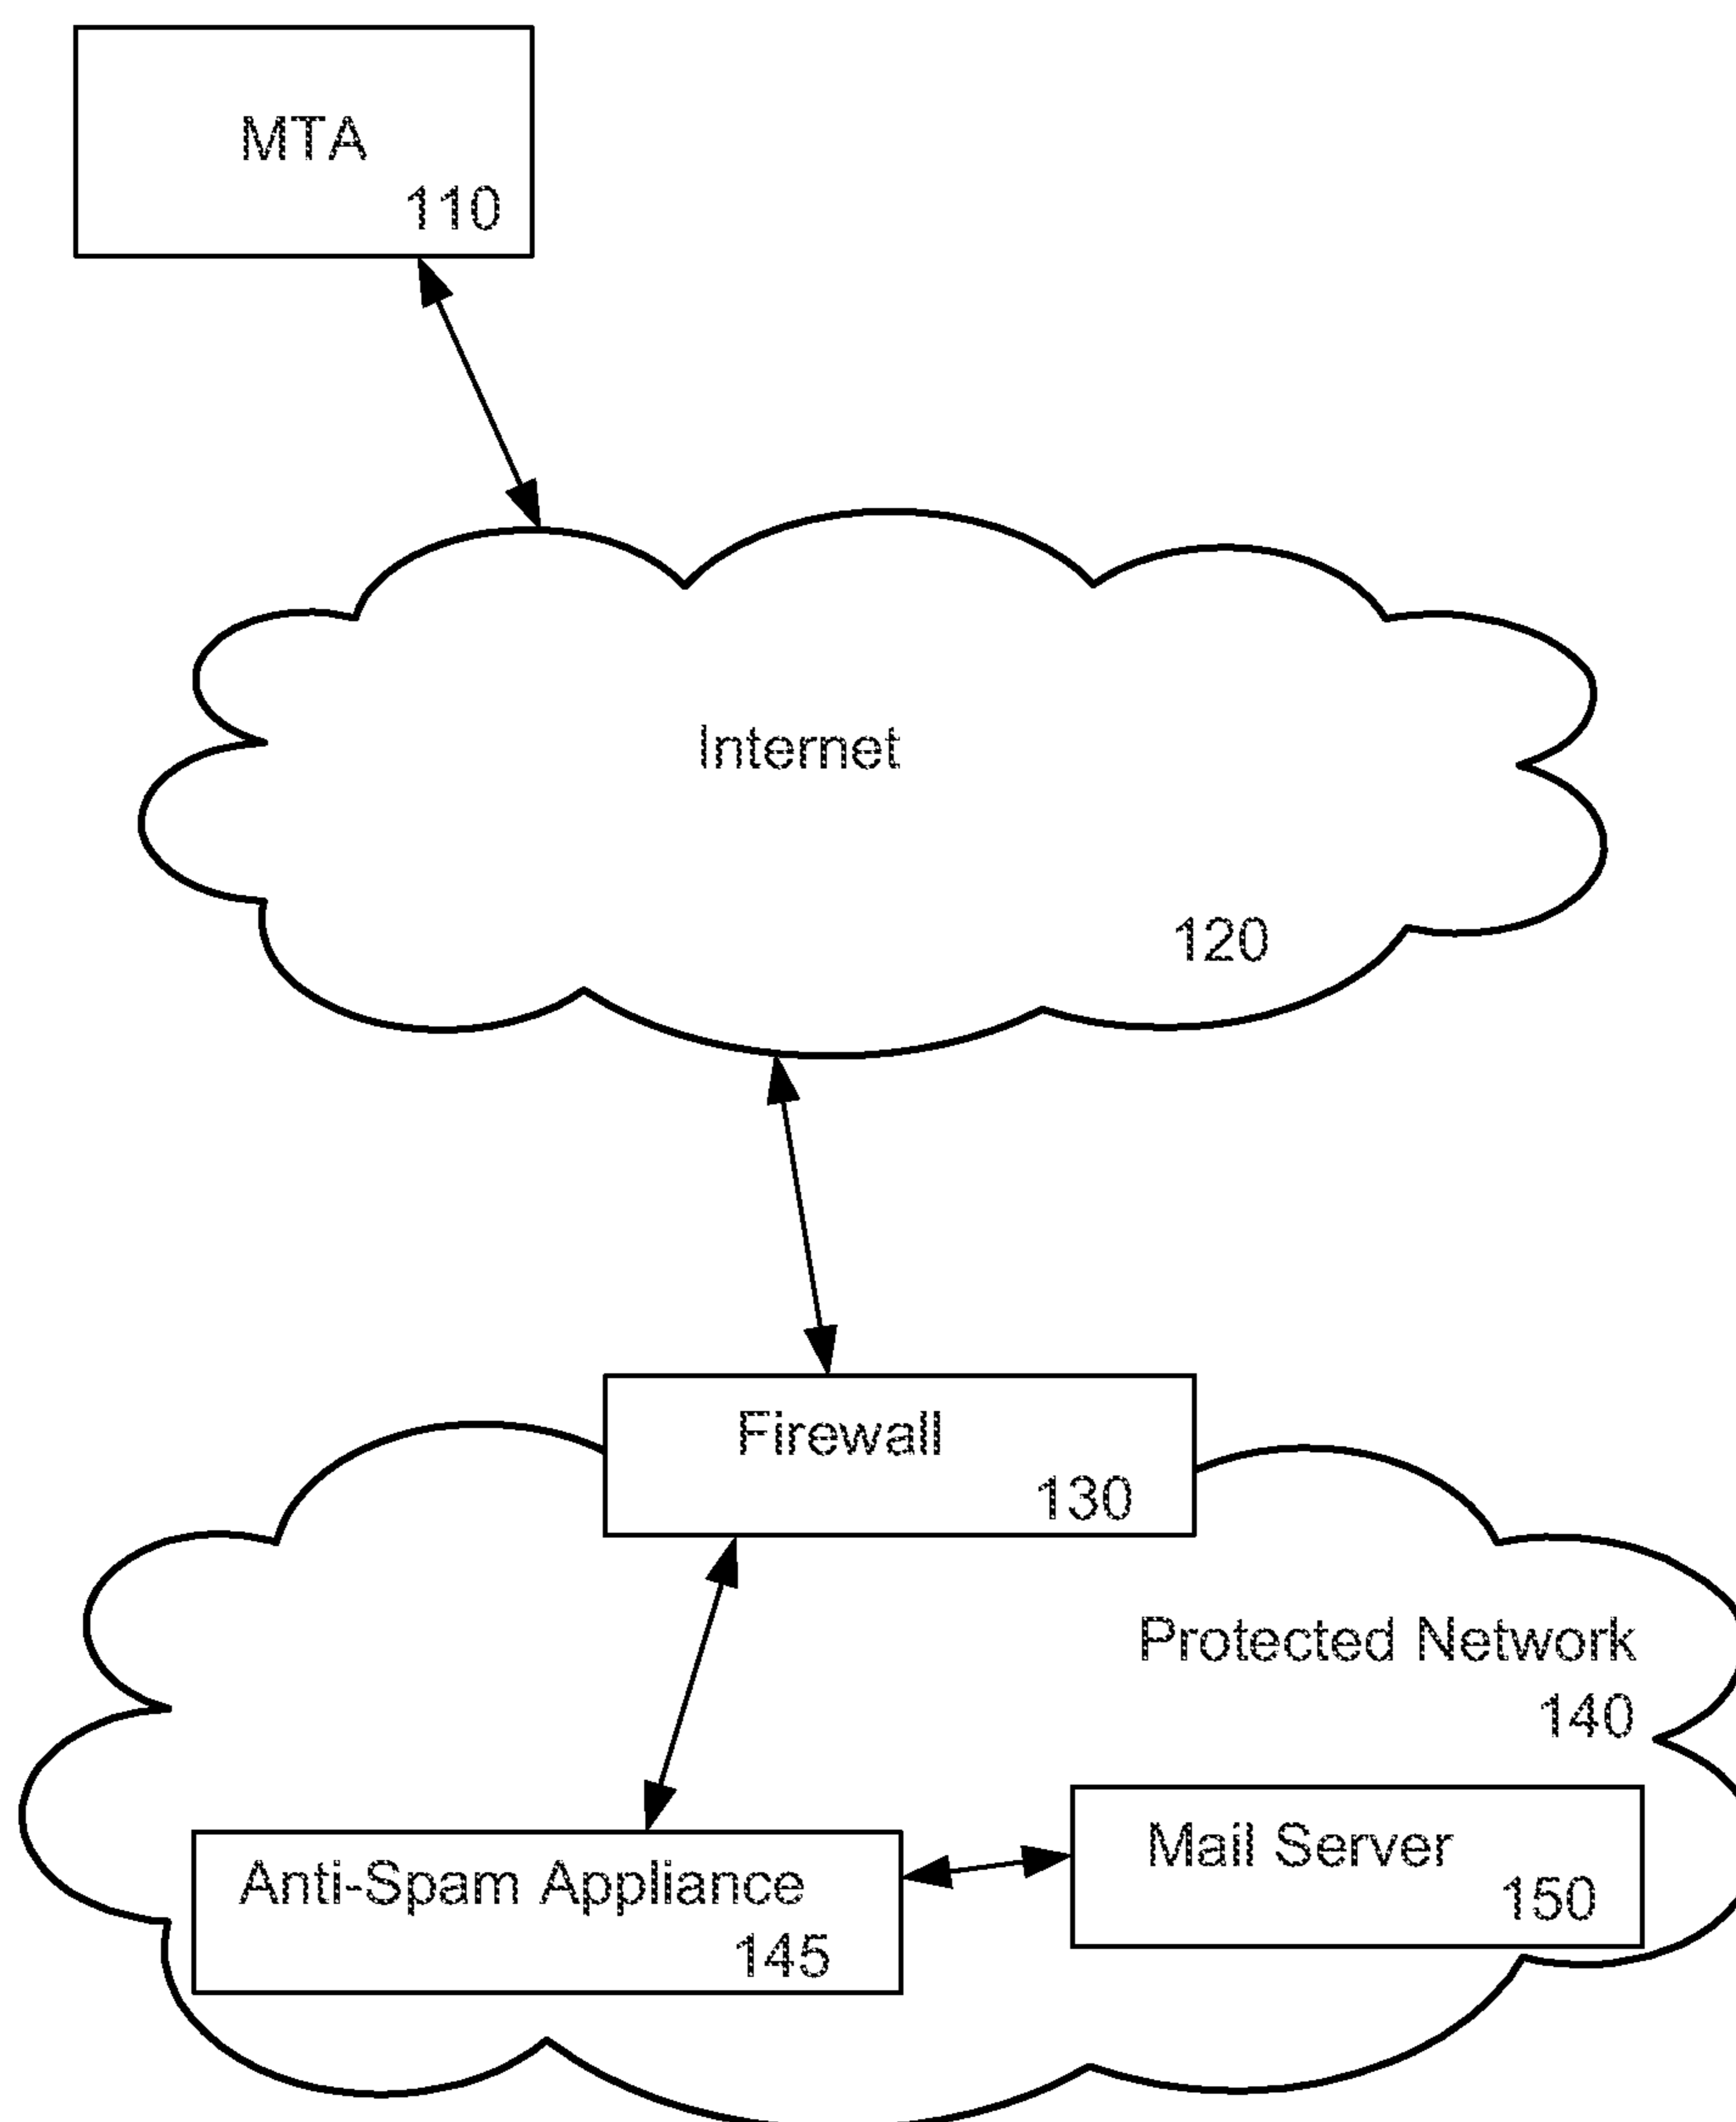 MTA
110
Internet
120
Firewall
130
Protected Network
140
Mail Server
150
Anti-Spam Appliance
145